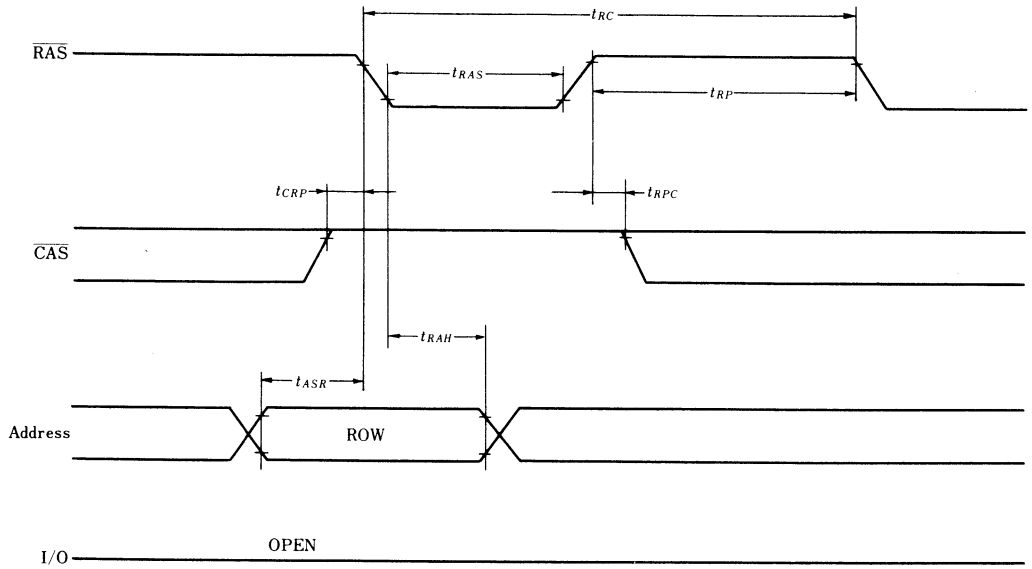 tRC
RAS
tRAS
tRP
tCRP
tRPC
CAS
tRAH
tASR
Address
ROW
OPEN
I/O